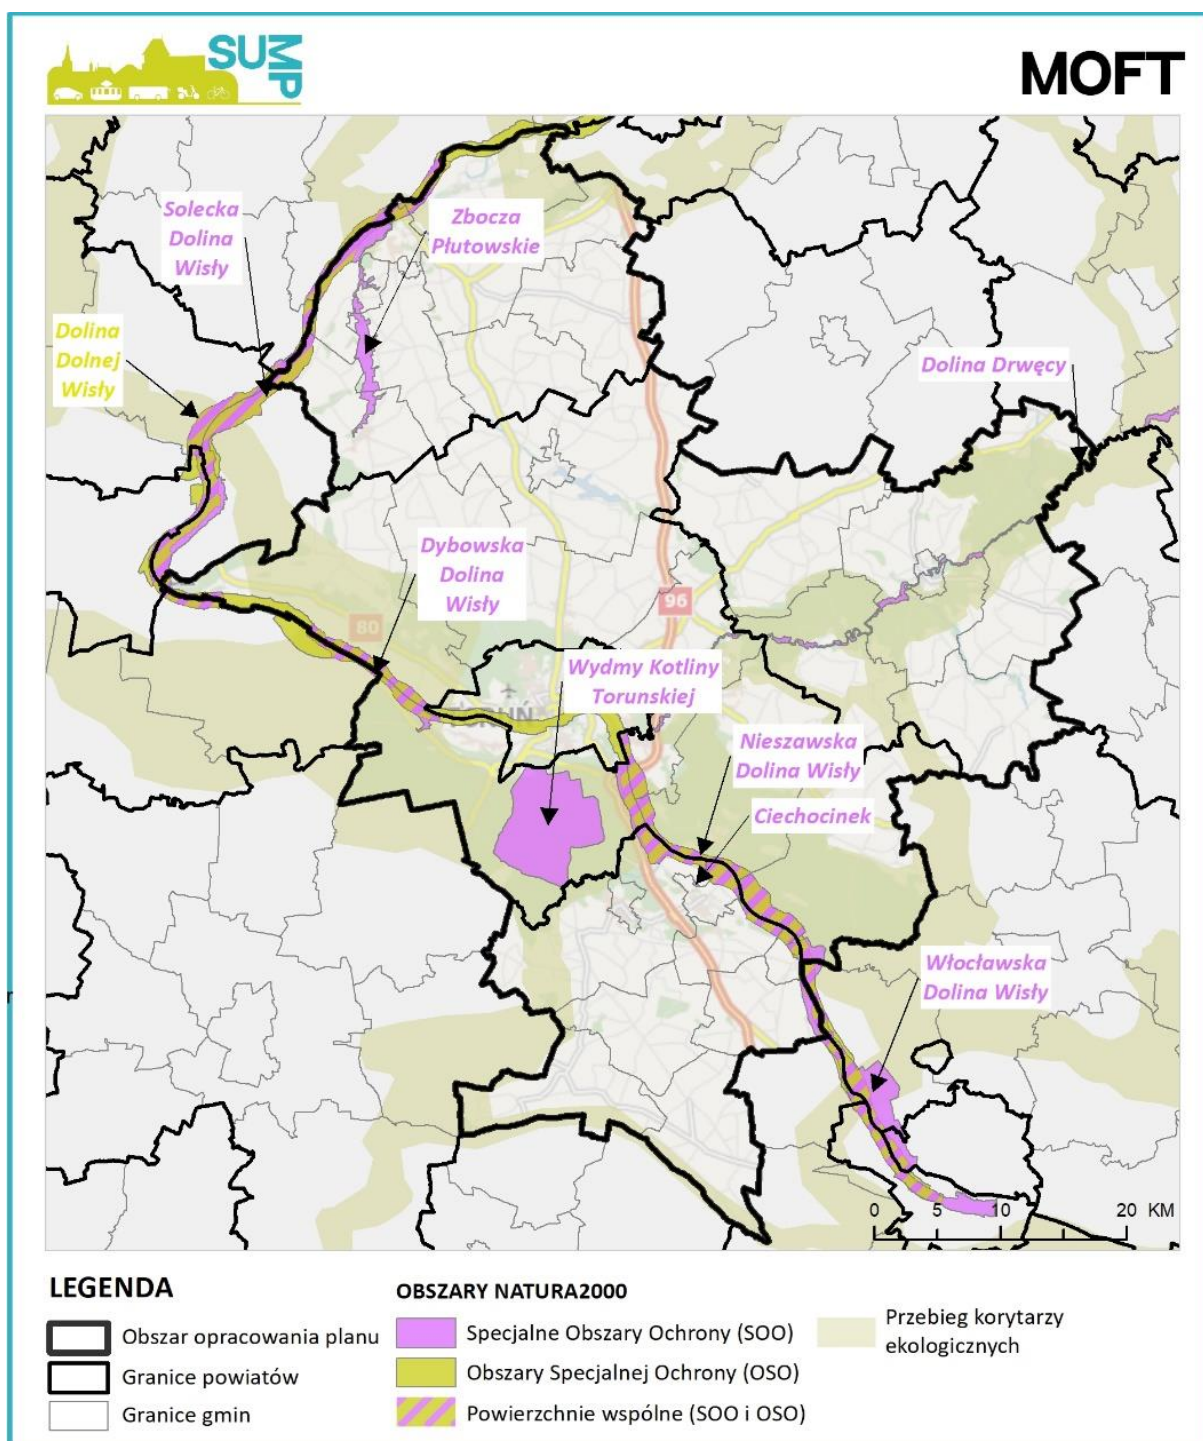 SUMP
MOFT
Solecka
Dolina
Wisły
Zbocza
Płutowskie
Dolina
Dolnej
Wisły
Dolina Drwęcy
Dybowska
Dolina
Wisły
80
96
Wydmy Kotliny
Torunskiej
TORUŃ
Nieszawska
Dolina Wisły
Ciechocinek
Włocławska
Dolina Wisły
0 5 10 20 KM
LEGENDA
Obszar opracowania planu
Granice powiatów
Granice gmin
OBSZARY NATURA2000
Specjalne Obszary Ochrony (SOO)
Obszary Specjalnej Ochrony (OSO)
Powierzchnie wspólne (SOO i OSO)
Przebieg korytarzy
ekologicznych